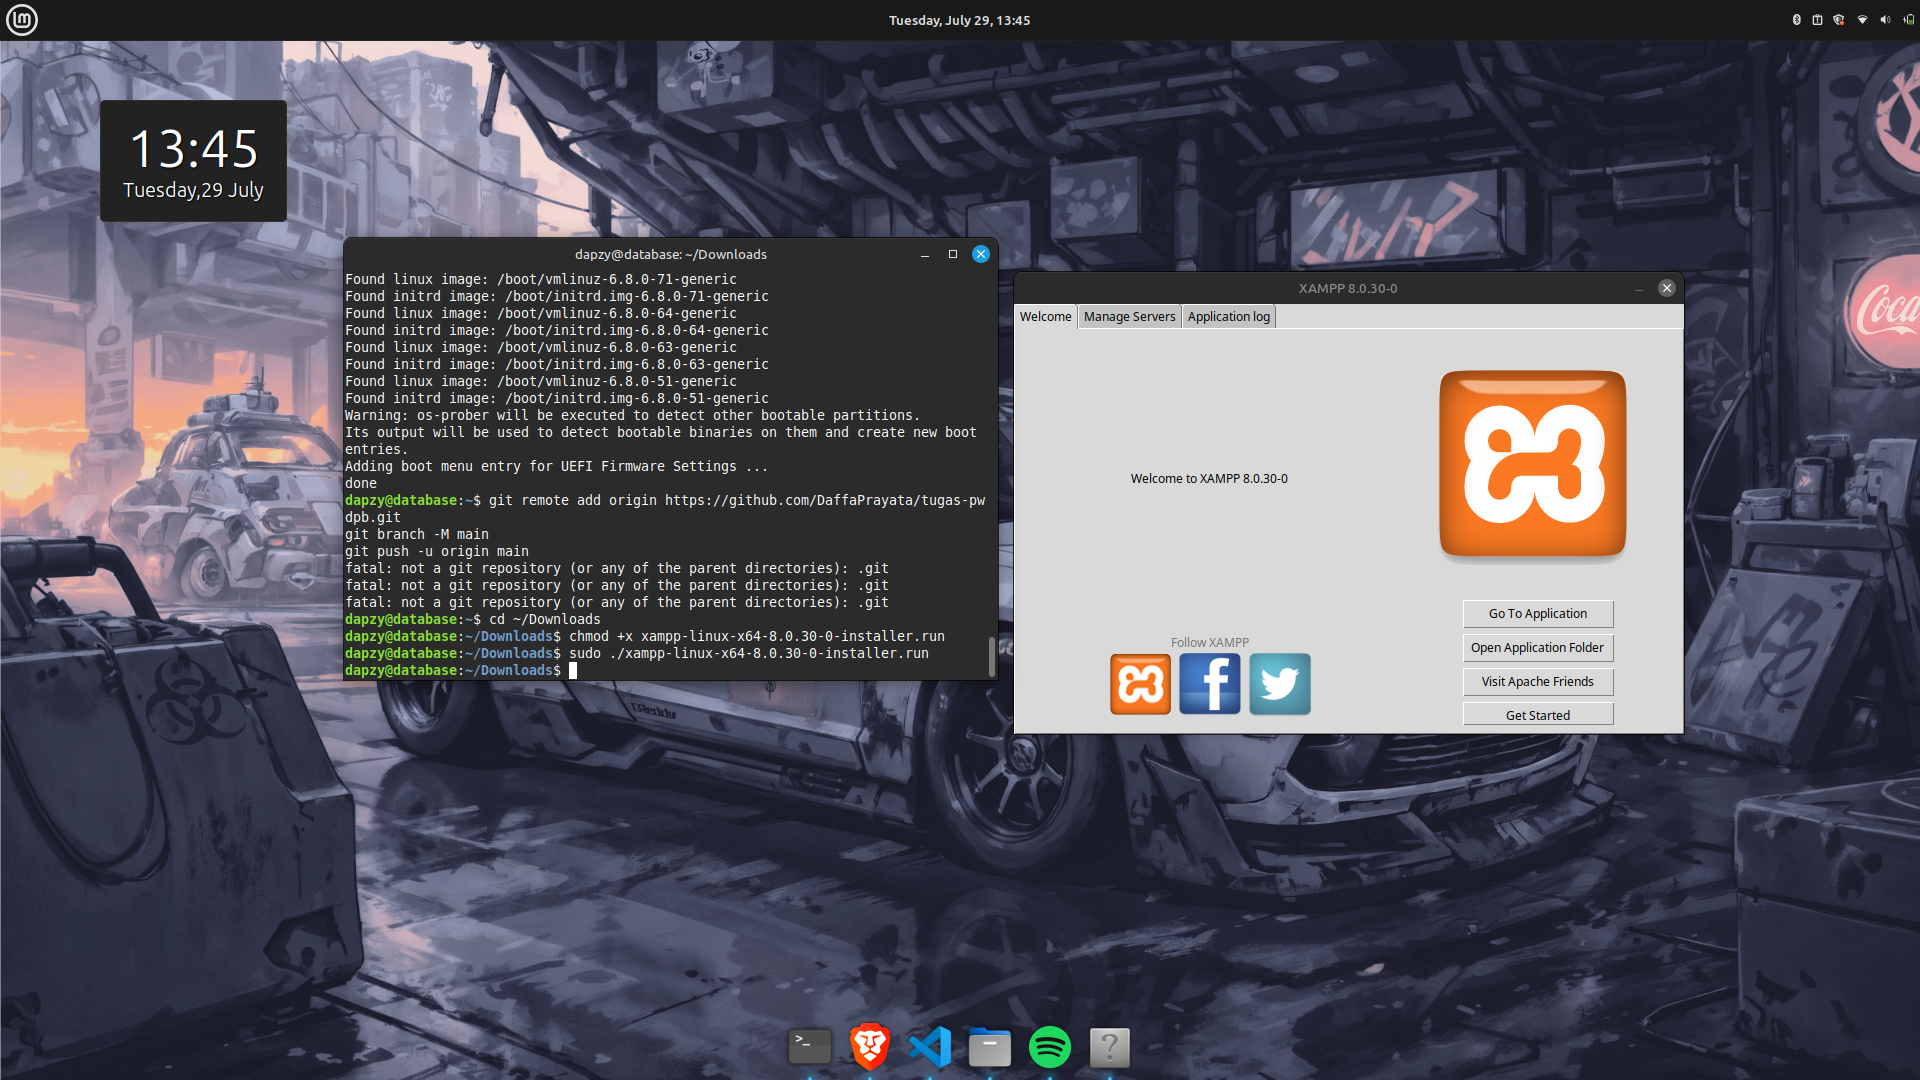 Tuesday, July 29, 13:45
13:45
Tuesday,29 July
dapzy@database: ~/Downloads
Found linux image: /boot/vmlinuz-6.8.0-71-generic
Found initrd image: /boot/initrd.img-6.8.0-71-generic
Found linux image: /boot/vmlinuz-6.8.0-64-generic
Found initrd image: /boot/initrd.img-6.8.0-64-generic
Found linux image: /boot/vmlinuz-6.8.0-63-generic
Found initrd image: /boot/initrd.img-6.8.0-63-generic
Found linux image: /boot/vmlinuz-6.8.0-51-generic
Found initrd image: /boot/initrd.img-6.8.0-51-generic
Warning: os-prober will be executed to detect other bootable partitions.
Its output will be used to detect bootable binaries on them and create new boot
entries.
Adding boot menu entry for UEFI Firmware Settings ...
done
dapzy@database:~$ git remote add origin https://github.com/DaffaPrayata/tugas-pw
dpb.git
git branch -M main
git push -u origin main
fatal: not a git repository (or any of the parent directories): .git
fatal: not a git repository (or any of the parent directories): .git
fatal: not a git repository (or any of the parent directories): .git
dapzy@database:~$ cd ~/Downloads
dapzy@database:~/Downloads$ chmod +x xampp-linux-x64-8.0.30-0-installer.run
dapzy@database:~/Downloads$ sudo ./xampp-linux-x64-8.0.30-0-installer.run
dapzy@database:~/Downloads$
XAMPP 8.0.30-0
Welcome
Manage Servers
Application log
Welcome to XAMPP 8.0.30-0
Follow XAMPP
Go To Application
Open Application Folder
Visit Apache Friends
Get Started
Coca
GReddy